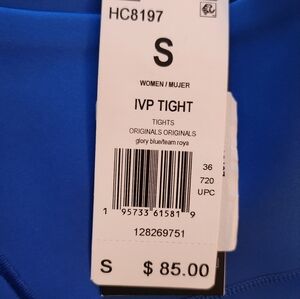 HC8197
S
WOMEN / MUJER
IVP TIGHT
TIGHTS
ORIGINALS ORIGINALS
glory blue/team roya
36
720
UPC
1 95733 61581 9
128269751
S $ 85.00